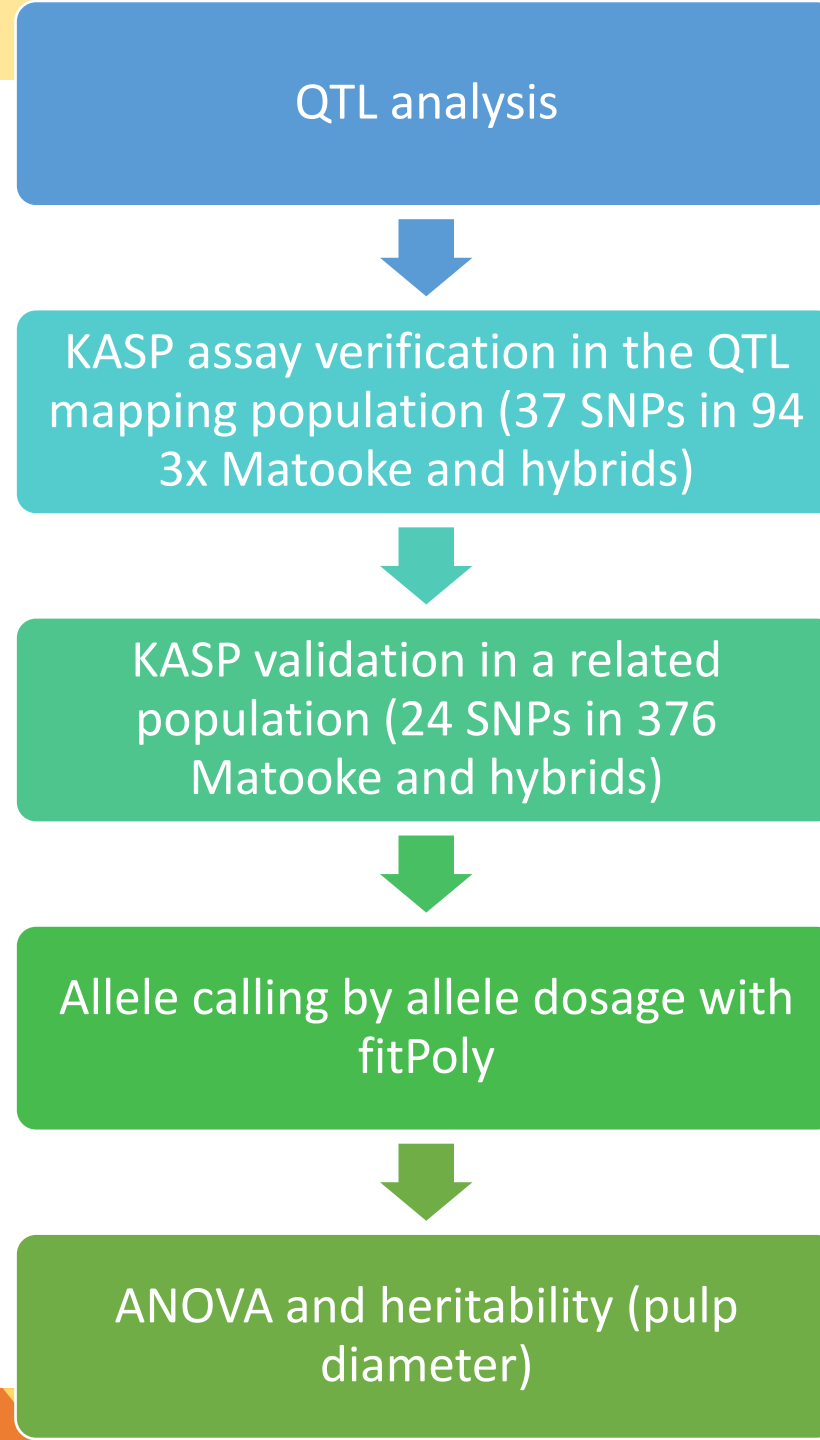 QTL analysis
KASP assay verification in the QTL
mapping population (37 SNPs in 94
3x Matooke and hybrids)
KASP validation in a related
population (24 SNPs in 376
Matooke and hybrids)
Allele calling by allele dosage with
fitPoly
ANOVA and heritability (pulp
diameter)